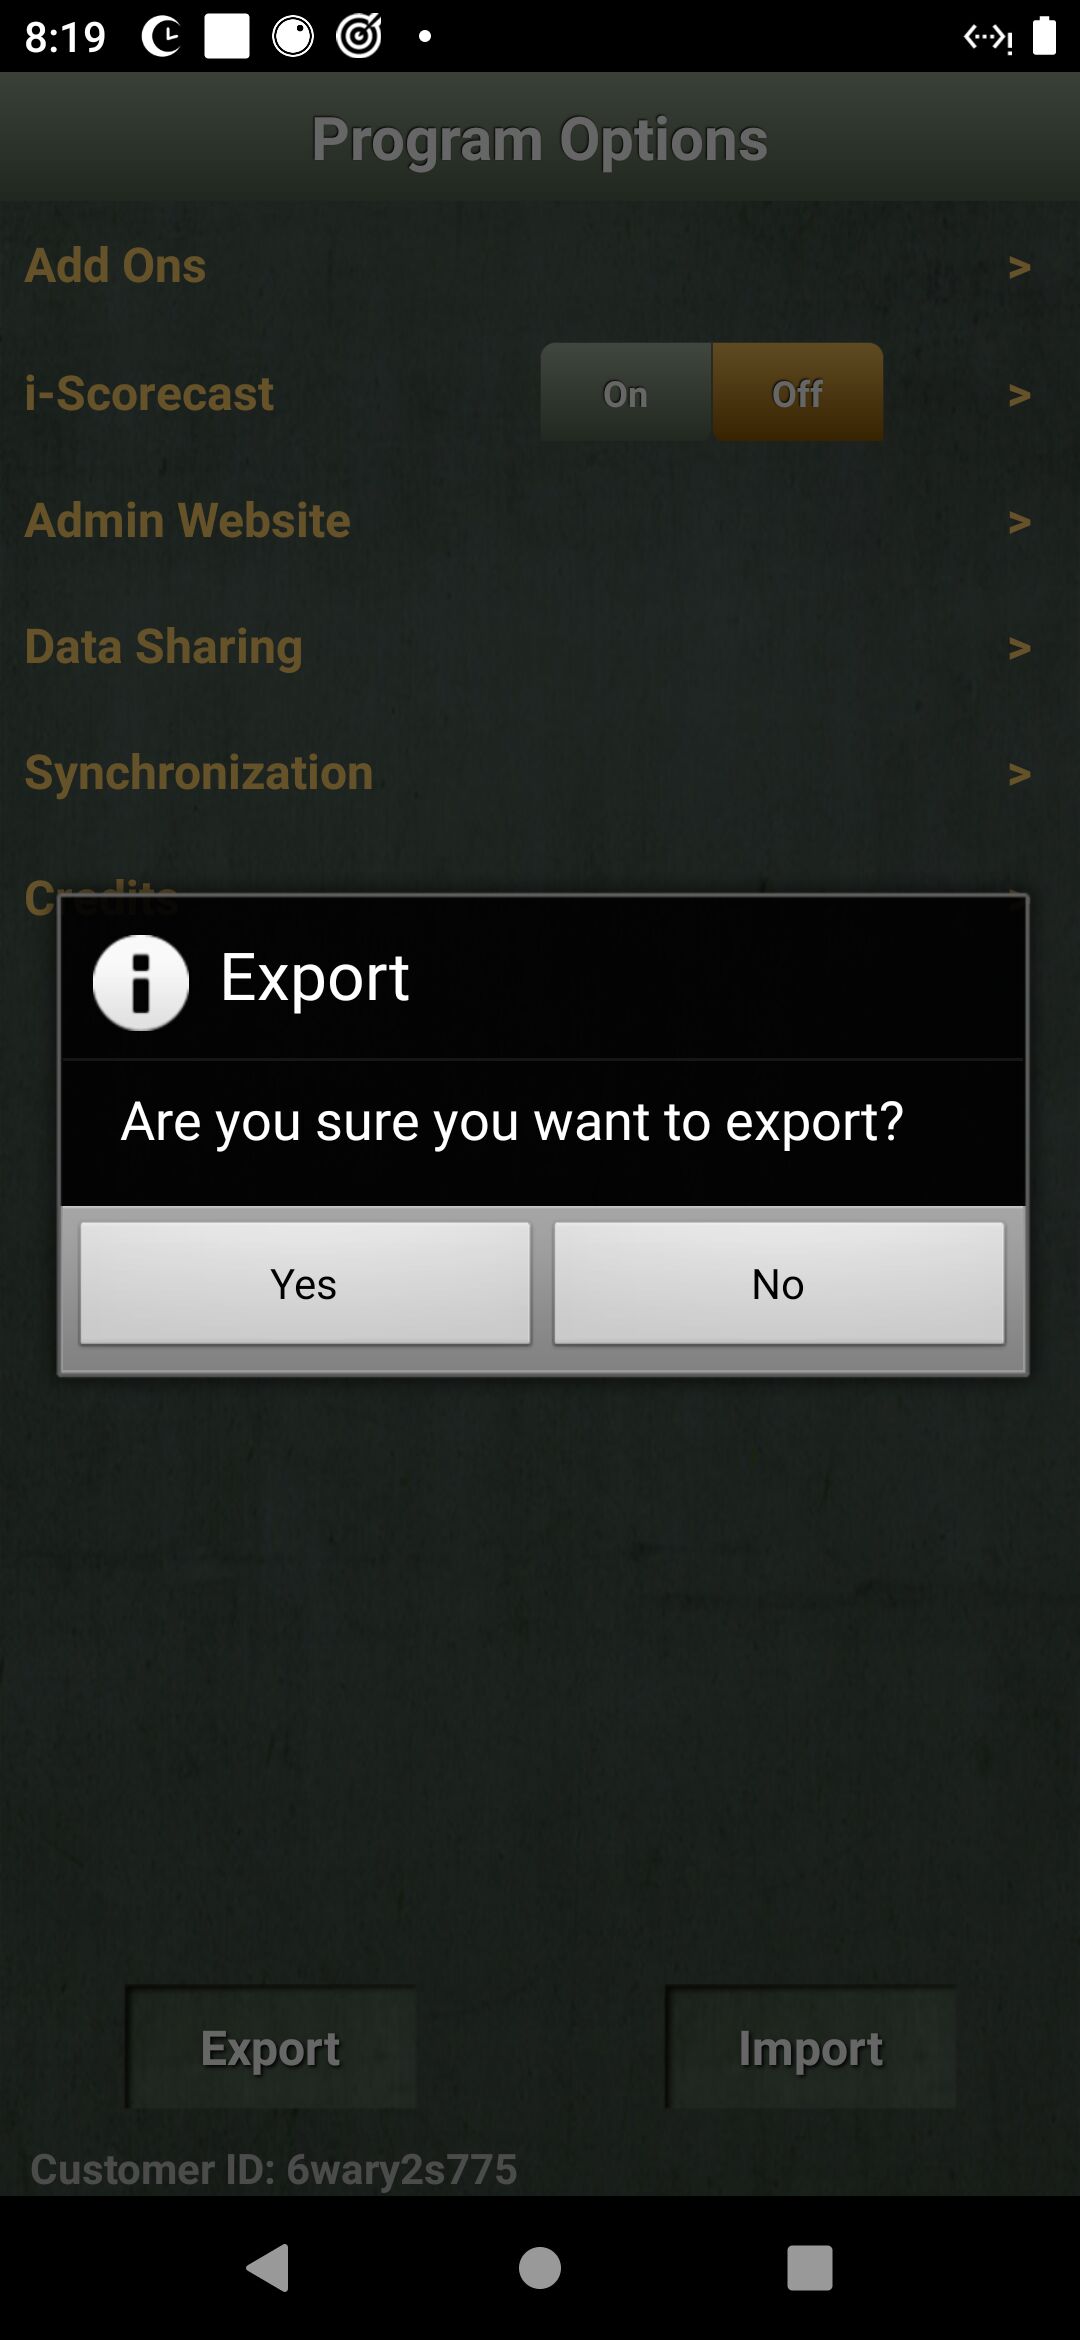 8:19
Program Options
Add Ons >
i-Scorecast On Off >
Admin Website >
Data Sharing >
Synchronization >
Credits >
Export
Are you sure you want to export?
Yes No
Export Import
Customer ID: 6wary2s775